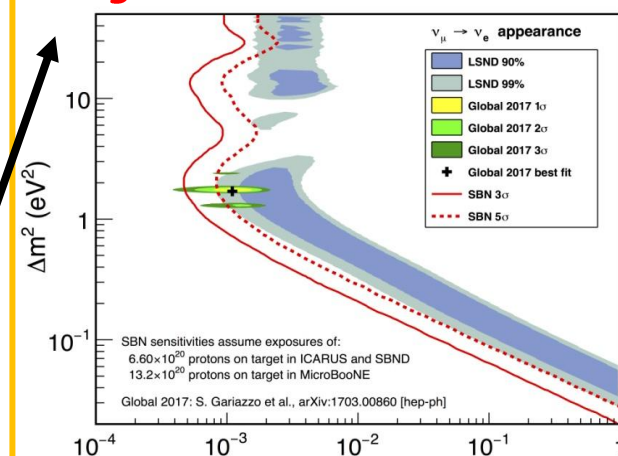 ν_μ → ν_e appearance
LSND 90%
LSND 99%
Global 2017 1σ
Global 2017 2σ
Global 2017 3σ
Global 2017 best fit
SBN 3σ
SBN 5σ
Δm² (eV²)
10
1
10⁻¹
SBN sensitivities assume exposures of:
6.60×10²⁰ protons on target in ICARUS and SBND
13.2×10²⁰ protons on target in MicroBooNE
Global 2017: S. Gariazzo et al., arXiv:1703.00860 [hep-ph]
10⁻⁴ 10⁻³ 10⁻² 10⁻¹ 1